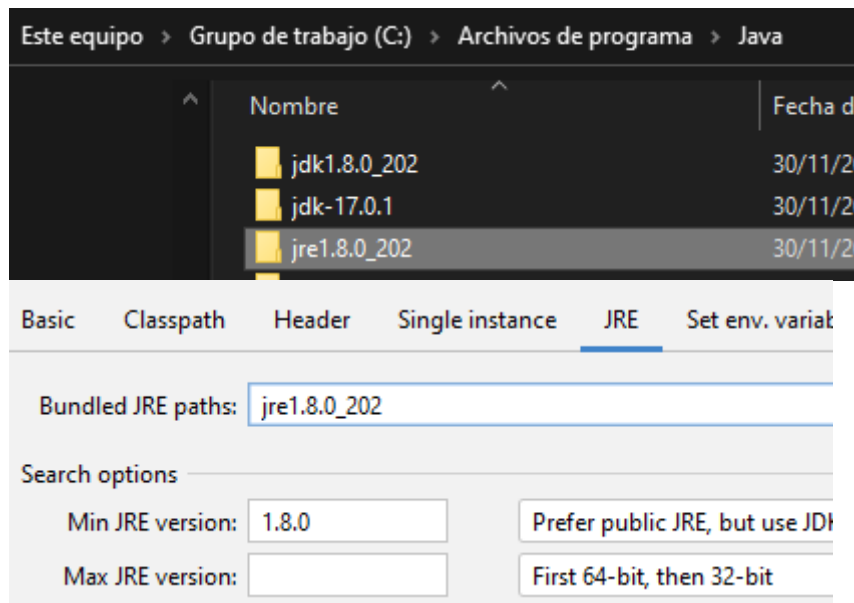 Este equipo > Grupo de trabajo (C:) > Archivos de programa > Java
Nombre Fecha d
jdk1.8.0_202 30/11/2
jdk-17.0.1 30/11/2
jre1.8.0_202 30/11/2
Basic Classpath Header Single instance JRE Set env. variab
Bundled JRE paths: jre1.8.0_202
Search options
Min JRE version: 1.8.0 Prefer public JRE, but use JDK
Max JRE version: First 64-bit, then 32-bit